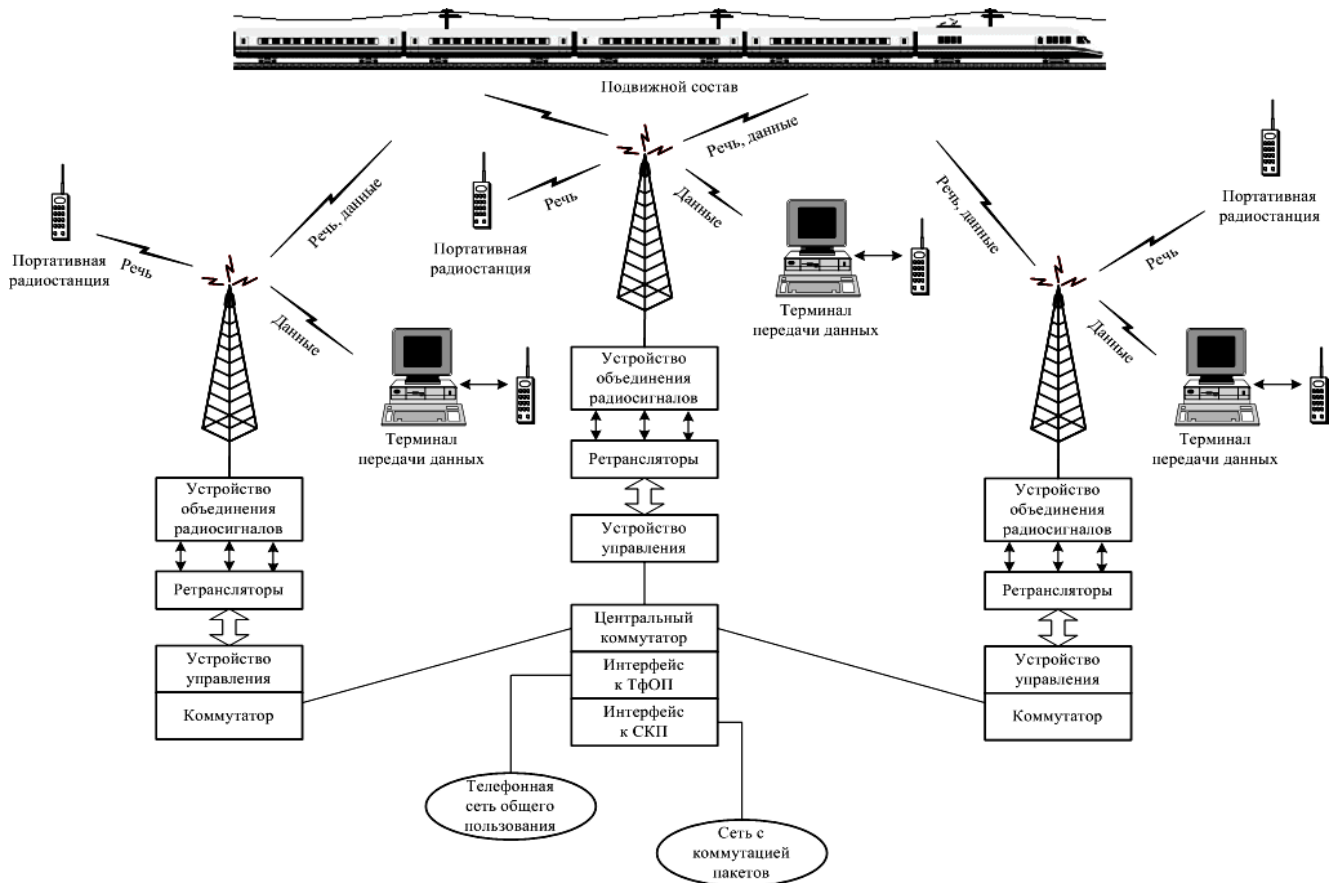 Подвижной состав
Речь, данные
Речь, данные
Речь, данные
Речь
Данные
Портативная
радиостанция
Портативная
радиостанция
Портативная
радиостанция
Речь
Речь
Данные
Данные
Терминал
передачи данных
Терминал
передачи данных
Терминал
передачи данных
Устройство
объединения
радиосигналов
Ретрансляторы
Устройство
управления
Устройство
объединения
радиосигналов
Ретрансляторы
Устройство
управления
Коммутатор
Центральный
коммутатор
Интерфейс
к ТфОП
Интерфейс
к СКП
Устройство
объединения
радиосигналов
Ретрансляторы
Устройство
управления
Коммутатор
Телефонная
сеть общего
пользования
Сеть с
коммутацией
пакетов